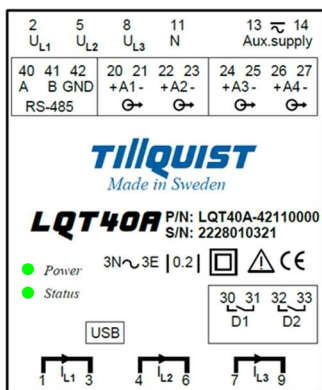 2 5 8 11 13 14
UL1 UL2 UL3 N Aux.supply
40 41 42 20 21 22 23 24 25 26 27
A B GND +A1- +A2- +A3- +A4-
RS-485
TillQUIST
Made in Sweden
LQT40A P/N: LQT40A-42110000
S/N: 2228010321
Power 3N~3E |0.2| CE
Status
30 31 32 33
D1 D2
USB
IL1 IL2 IL3
1 3 4 6 7 9